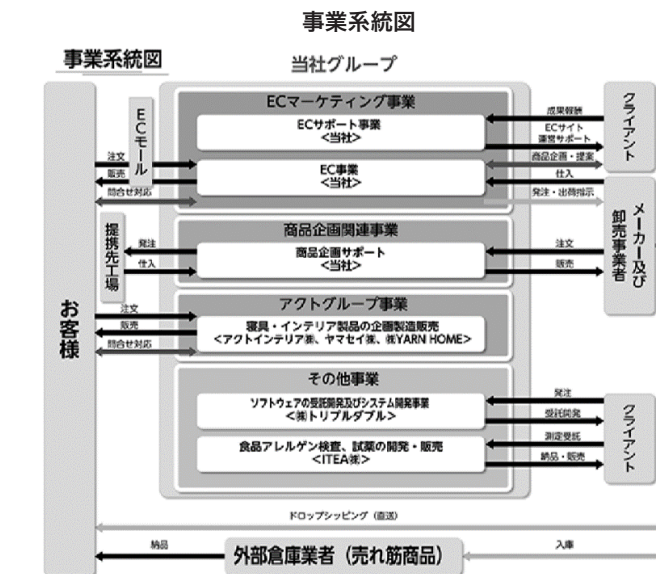 事業系統図
事業系統図
当社グループ
ECモール
注文
販売
問合せ対応
ECマーケティング事業
ECサポート事業
<当社>
EC事業
<当社>
成果報酬
ECサイト
運営サポート
商品企画・提案
仕入
発注・出荷指示
クライアント
提携先工場
発注
仕入
商品企画関連事業
商品企画サポート
<当社>
注文
販売
メーカー及び
卸売事業者
お客様
注文
販売
問合せ対応
アクトグループ事業
寝具・インテリア製品の企画製造販売
<アクトインテリア㈱、ヤマセイ㈱、㈱YARN HOME>
その他事業
ソフトウェアの受託開発及びシステム開発事業
<㈱トリプルダブル>
食品アレルゲン検査、試薬の開発・販売
<ITEA㈱>
発注
受託開発
測定受託
納品・販売
クライアント
ドロップシッピング（直送）
納品
外部倉庫業者（売れ筋商品）
入庫